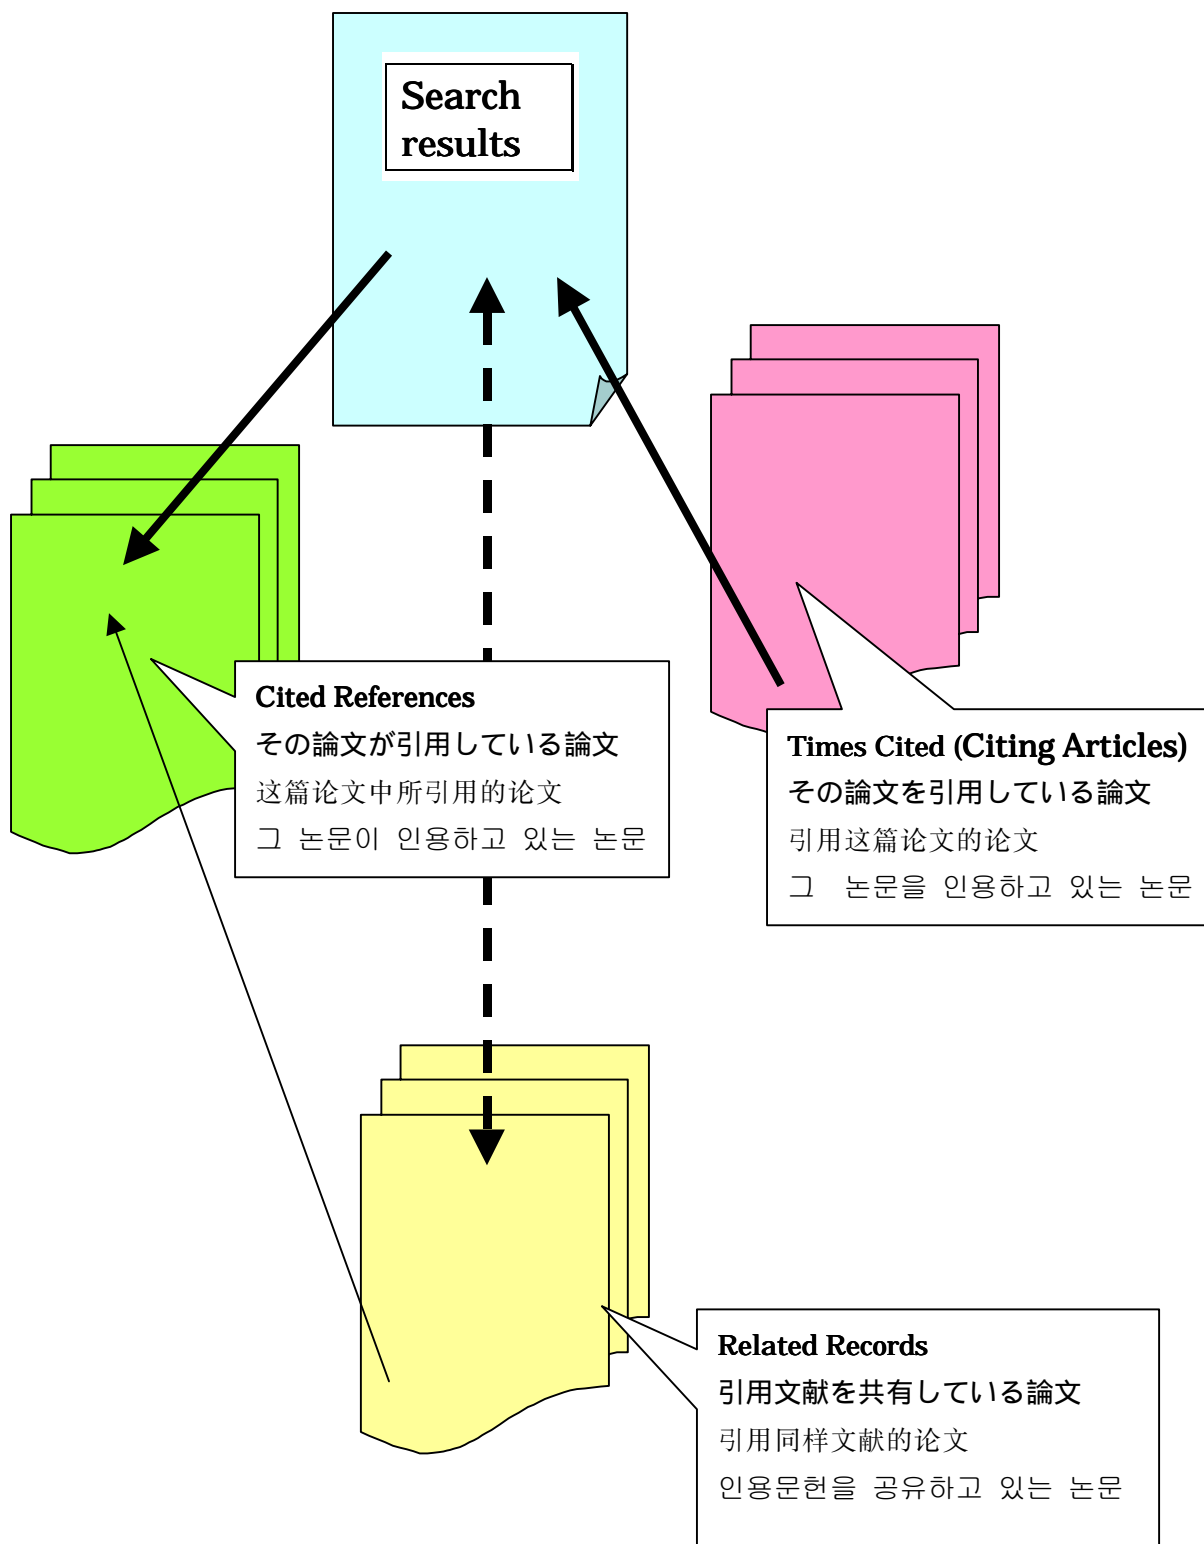 Search
results
Cited References
その論文が引用している論文
这篇论文中所引用的论文
그 논문이 인용하고 있는 논문
Times Cited (Citing Articles)
その論文を引用している論文
引用这篇论文的论文
그 논문을 인용하고 있는 논문
Related Records
引用文献を共有している論文
引用同样文献的论文
인용문헌을 공유하고 있는 논문